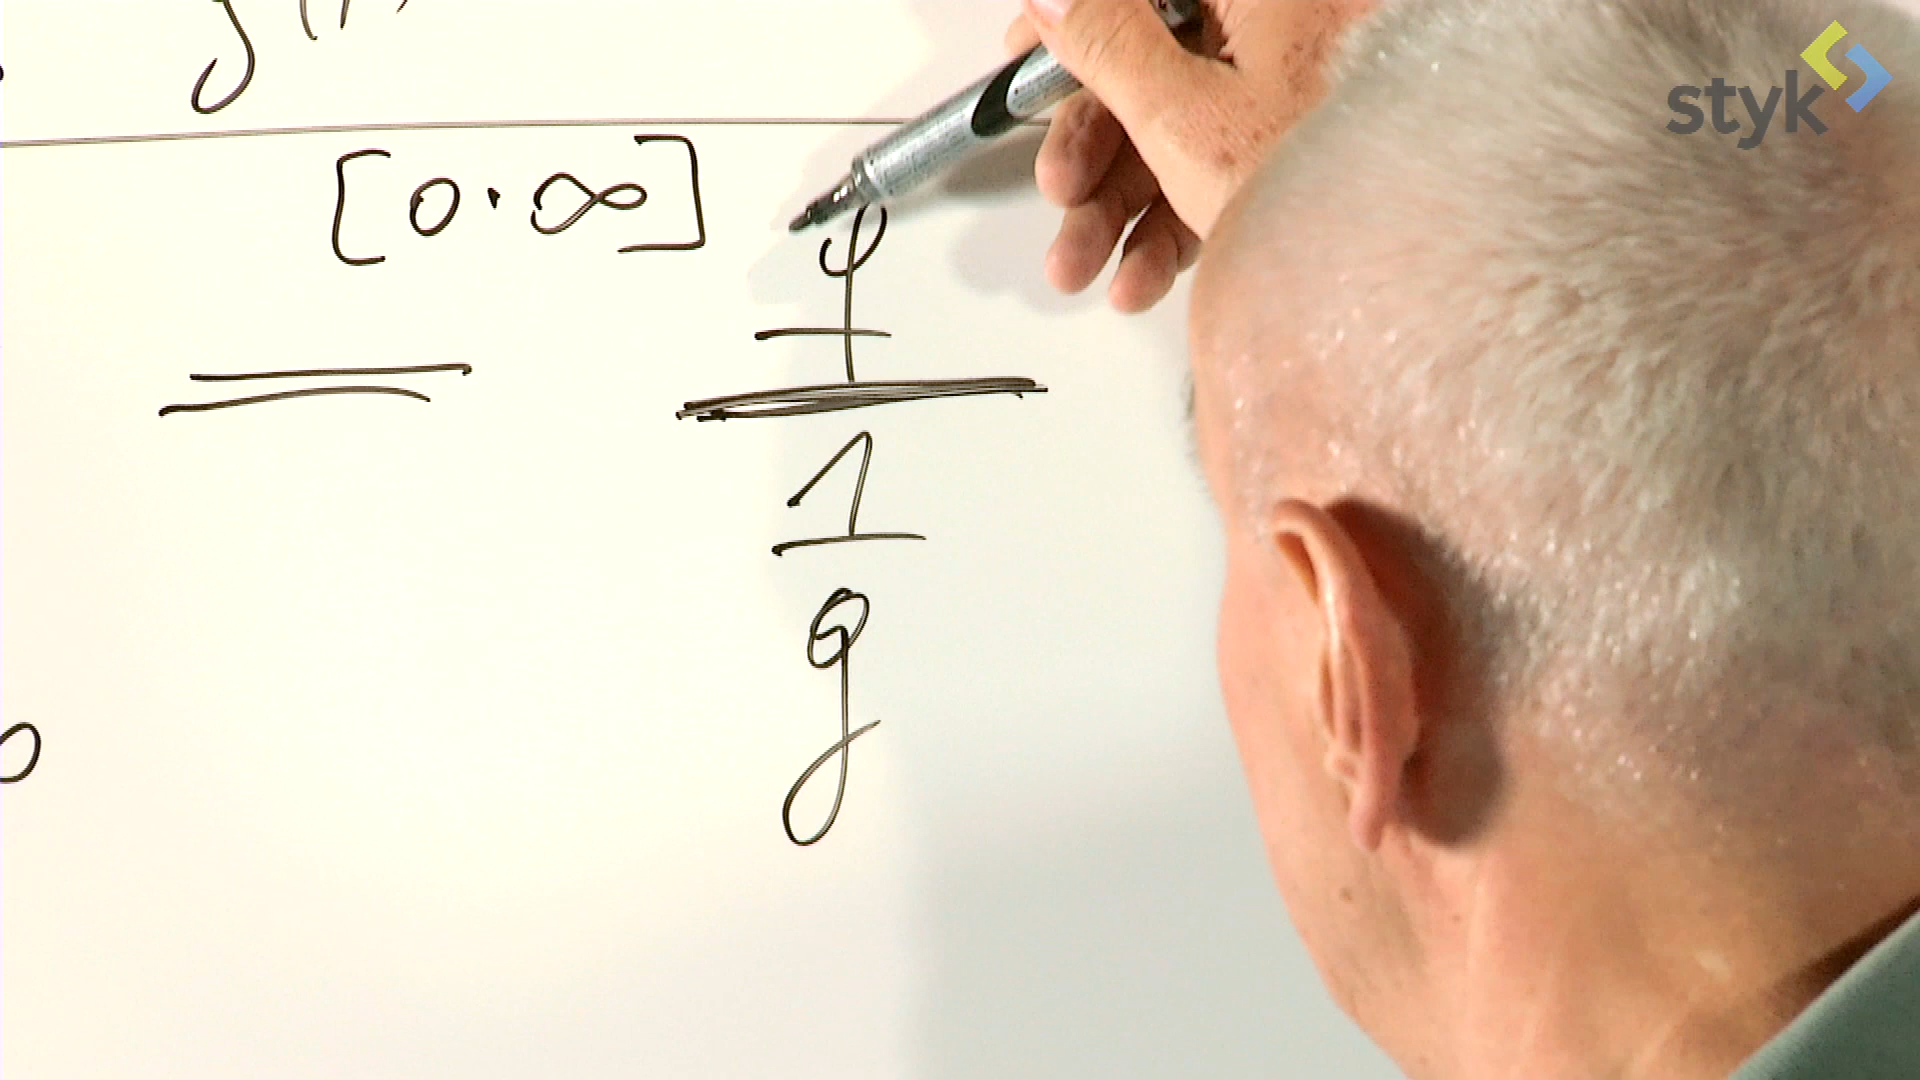 styk
[0·∞]
f
=
1
g